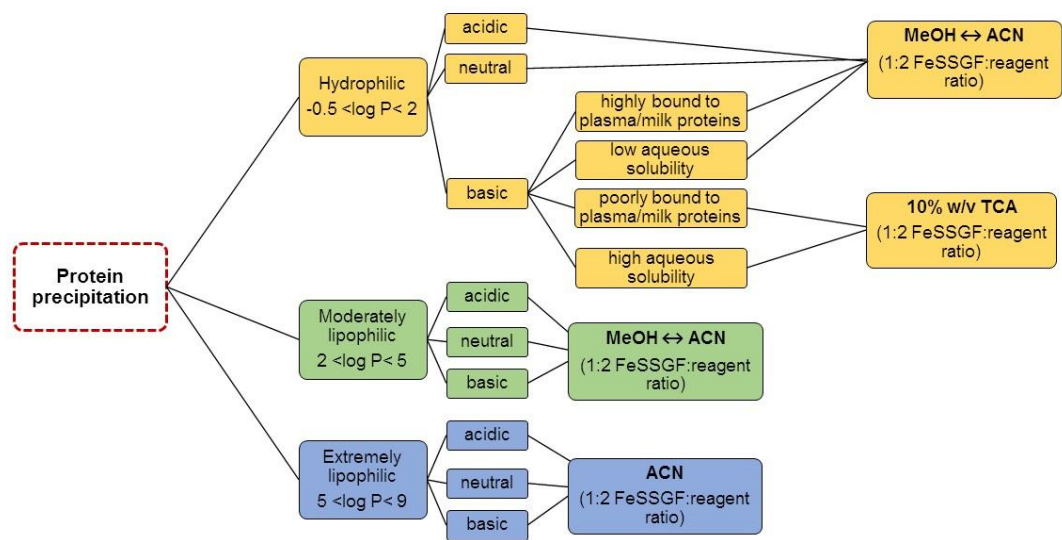 Protein
precipitation
Hydrophilic
-0.5 <log P< 2
acidic
neutral
basic
highly bound to
plasma/milk proteins
low aqueous
solubility
poorly bound to
plasma/milk proteins
high aqueous
solubility
MeOH ↔ ACN
(1:2 FeSSGF:reagent
ratio)
10% w/v TCA
(1:2 FeSSGF:reagent
ratio)
Moderately
lipophilic
2 <log P< 5
acidic
neutral
basic
MeOH ↔ ACN
(1:2 FeSSGF:reagent
ratio)
Extremely
lipophilic
5 <log P< 9
acidic
neutral
basic
ACN
(1:2 FeSSGF:reagent
ratio)